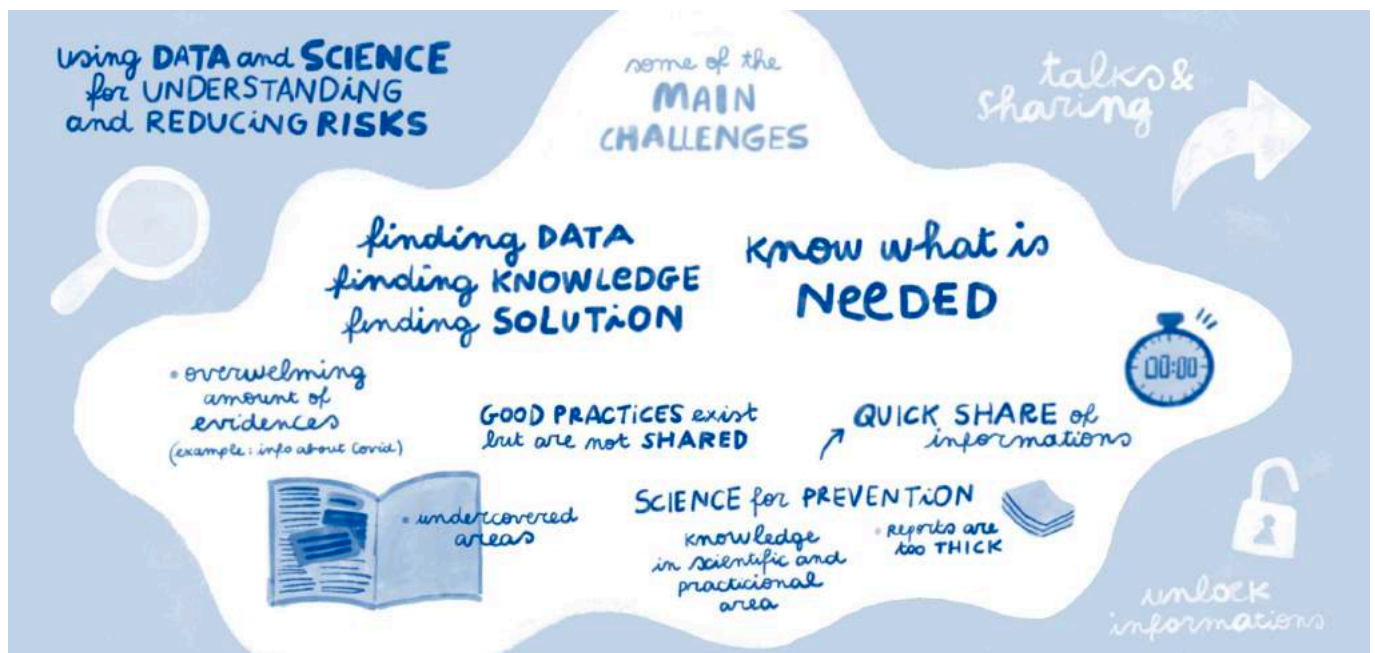 using DATA and SCIENCE
for UNDERSTANDING
and REDUCING RISKS
some of the
MAIN
CHALLENGES
talks &
sharing
finding DATA
finding KNOWLEDGE
fending SOLUTION
know what is
NEEDED
• overwelming
amount of
evidences
(example: info about Covid)
GOOD PRACTICES exist
but are not SHARED
QUICK SHARE of
informations
00:00
• undercovered
areas
SCIENCE for PREVENTION
knowledge
in scientific and
practicional
area
• REPORTS ARE
too THICK
unlock
informations